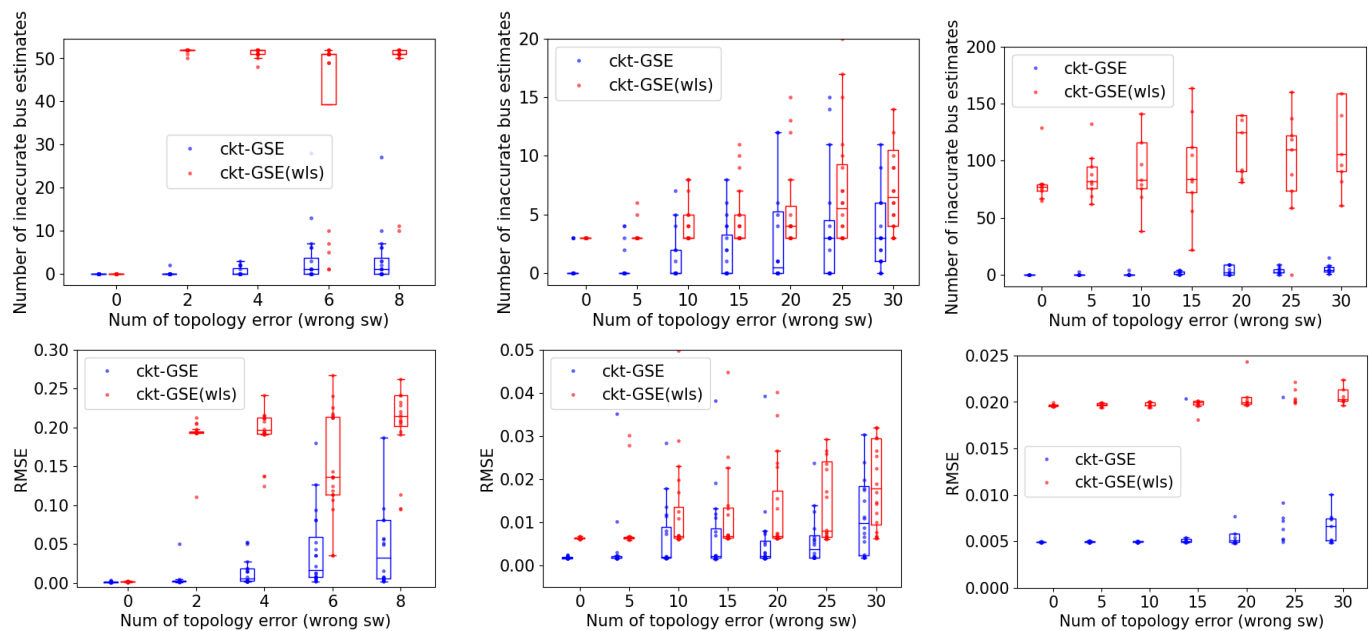 Number of inaccurate bus estimates
50
40
30
20
10
0
ckt-GSE
ckt-GSE(wls)
0 2 4 6 8
Num of topology error (wrong sw)
Number of inaccurate bus estimates
20
15
10
5
0
ckt-GSE
ckt-GSE(wls)
0 5 10 15 20 25 30
Num of topology error (wrong sw)
Number of inaccurate bus estimates
200
150
100
50
0
ckt-GSE
ckt-GSE(wls)
0 5 10 15 20 25 30
Num of topology error (wrong sw)
RMSE
0.30
0.25
0.20
0.15
0.10
0.05
0.00
ckt-GSE
ckt-GSE(wls)
0 2 4 6 8
Num of topology error (wrong sw)
RMSE
0.05
0.04
0.03
0.02
0.01
0.00
ckt-GSE
ckt-GSE(wls)
0 5 10 15 20 25 30
Num of topology error (wrong sw)
RMSE
0.025
0.020
0.015
0.010
0.005
0.000
ckt-GSE
ckt-GSE(wls)
0 5 10 15 20 25 30
Num of topology error (wrong sw)